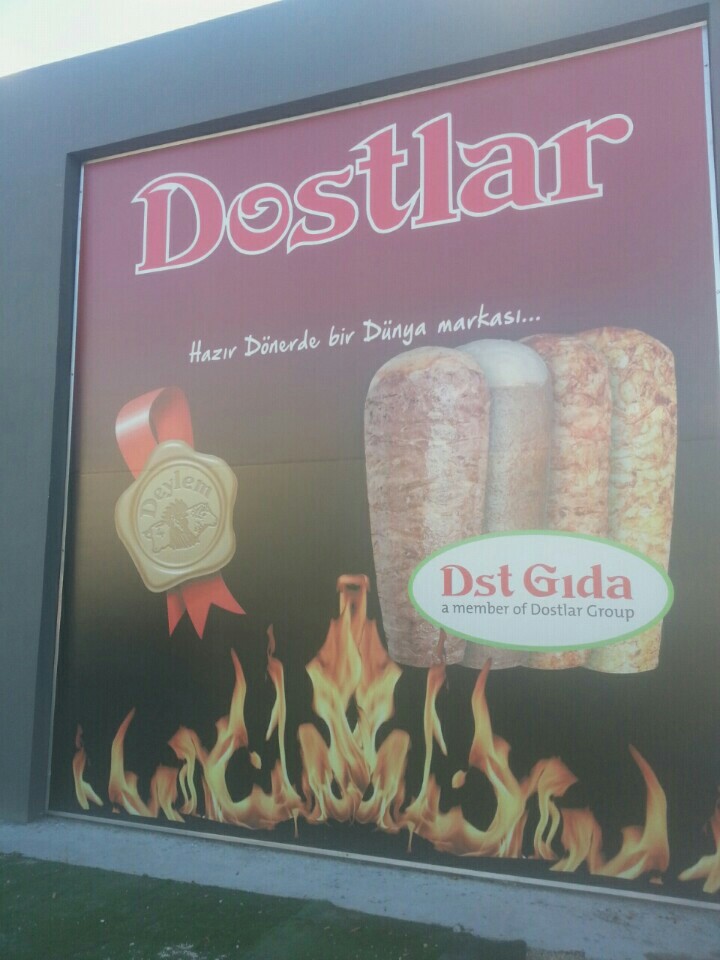 Dostlar
Hazır Dönerde bir Dünya markası...
Deylem
Dst Gıda
a member of Dostlar Group